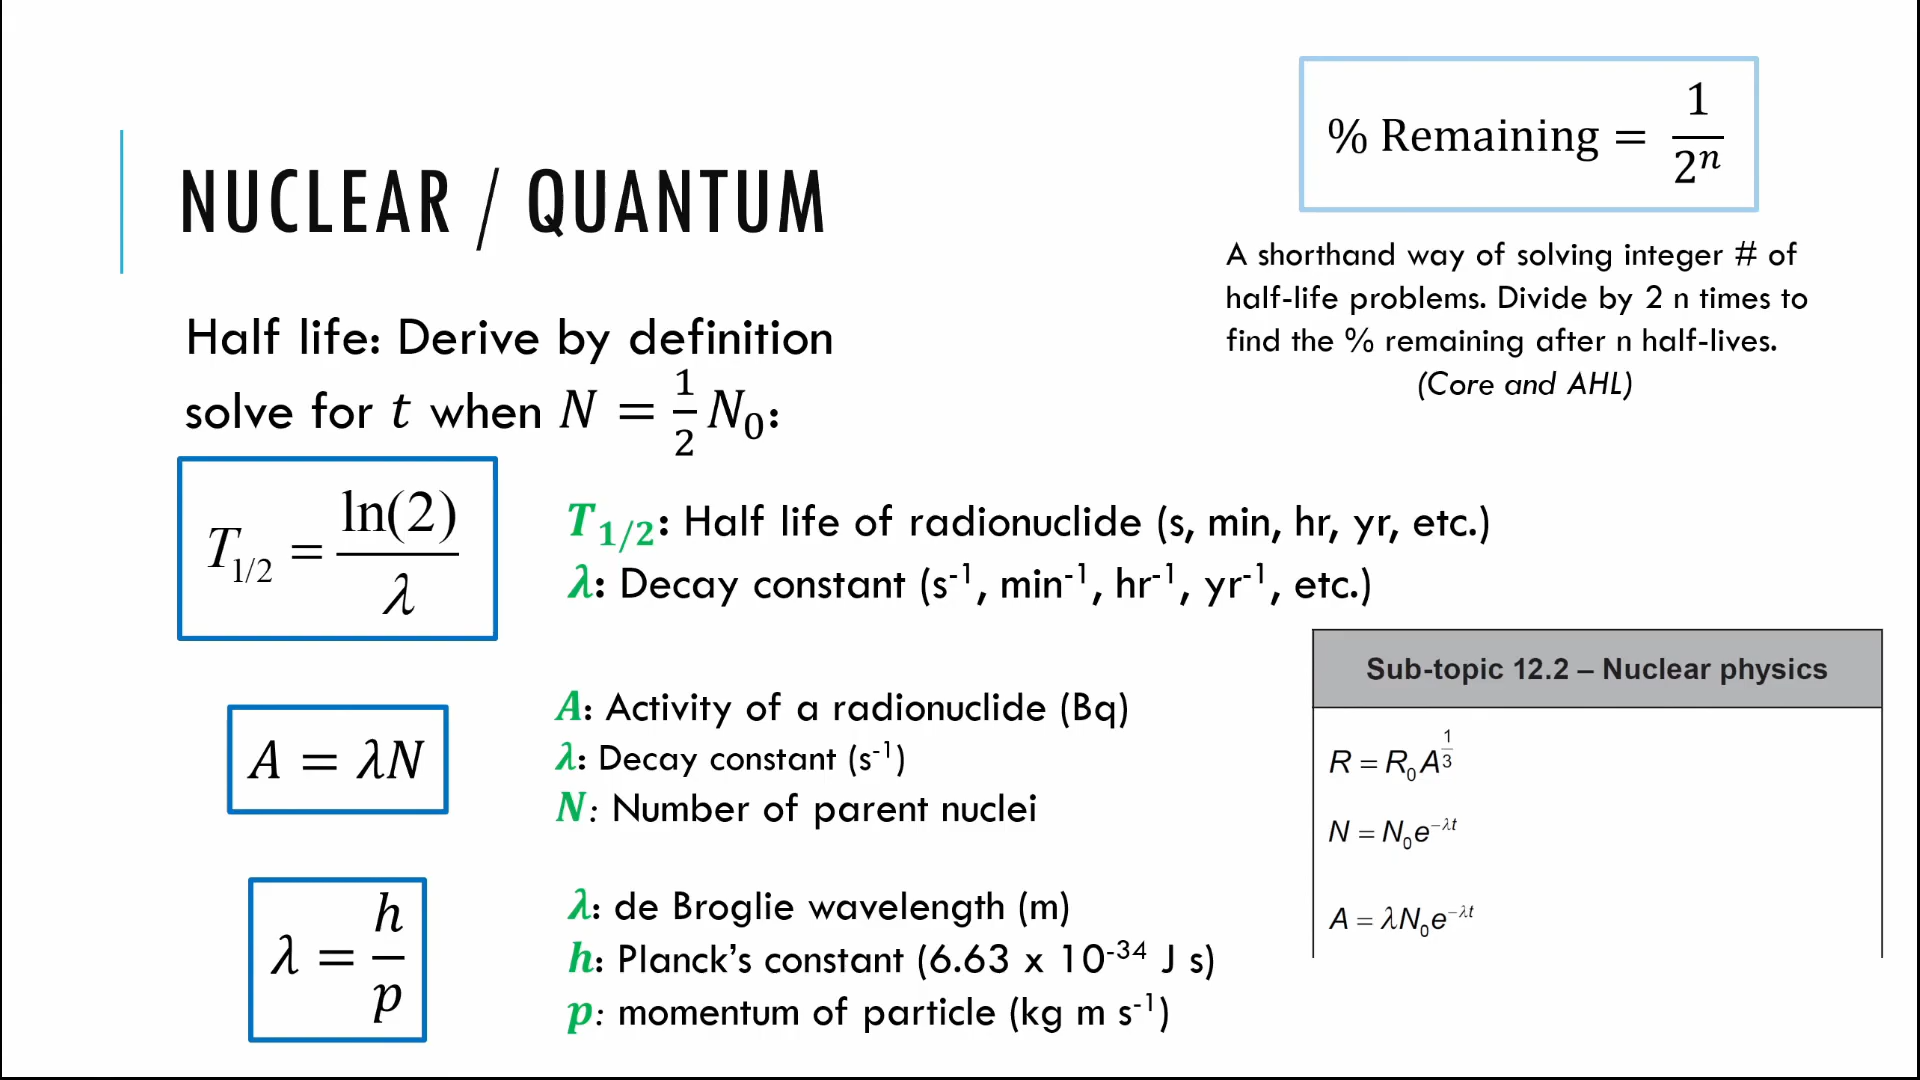 NUCLEAR / QUANTUM
% Remaining = 1/2ⁿ
A shorthand way of solving integer # of
half-life problems. Divide by 2 n times to
find the % remaining after n half-lives.
(Core and AHL)
Half life: Derive by definition
solve for t when N = 1/2 N₀:
T₁/₂ = ln(2)/λ
T₁/₂: Half life of radionuclide (s, min, hr, yr, etc.)
λ: Decay constant (s⁻¹, min⁻¹, hr⁻¹, yr⁻¹, etc.)
A = λN
A: Activity of a radionuclide (Bq)
λ: Decay constant (s⁻¹)
N: Number of parent nuclei
λ = h/p
λ: de Broglie wavelength (m)
h: Planck’s constant (6.63 x 10⁻³⁴ J s)
p: momentum of particle (kg m s⁻¹)
Sub-topic 12.2 – Nuclear physics
R = R₀A^(1/3)
N = N₀e^(−λt)
A = λN₀e^(−λt)